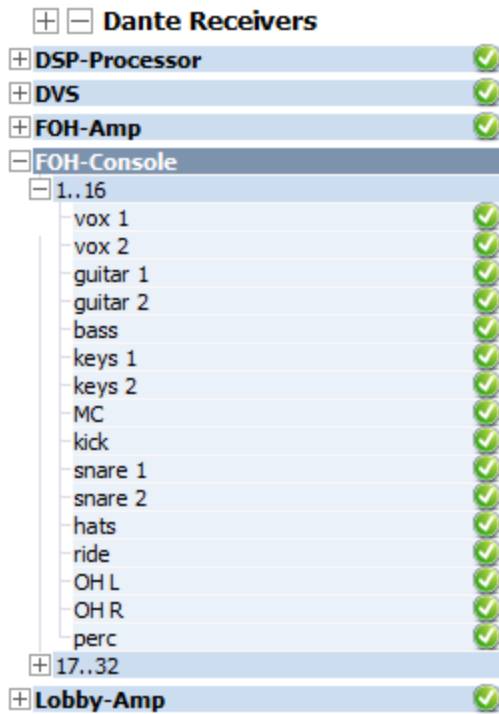 Dante Receivers
DSP-Processor
DVS
FOH-Amp
FOH-Console
1..16
vox 1
vox 2
guitar 1
guitar 2
bass
keys 1
keys 2
MC
kick
snare 1
snare 2
hats
ride
OH L
OH R
perc
17..32
Lobby-Amp